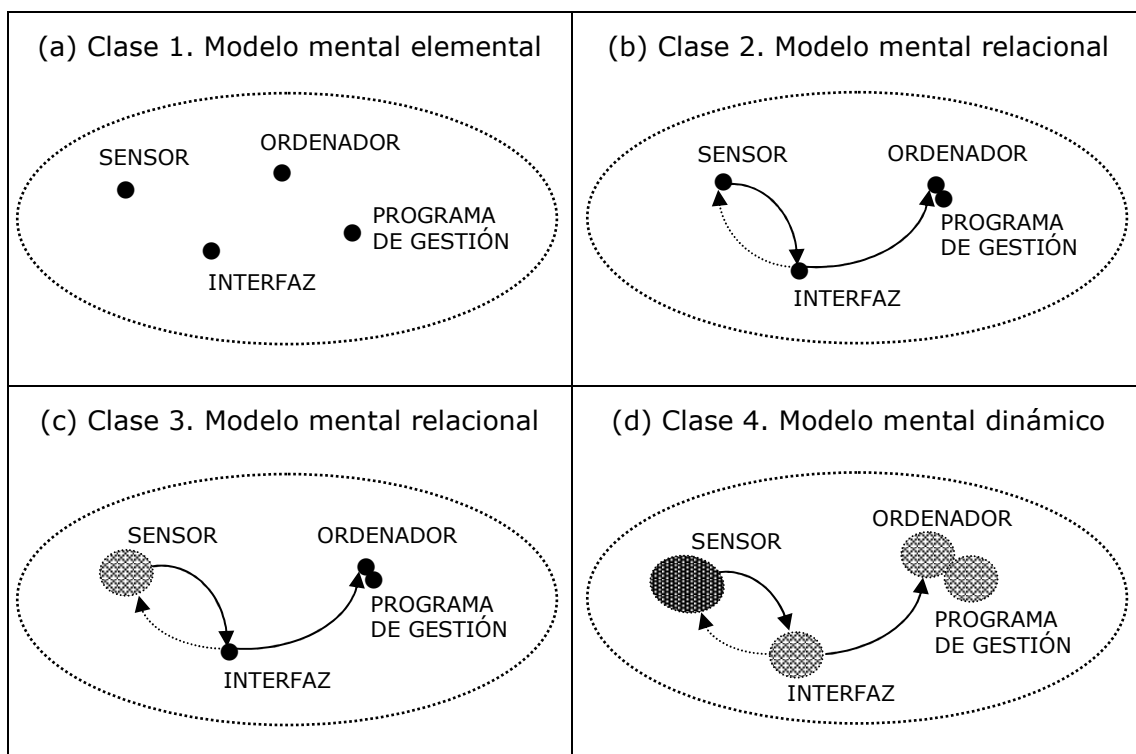 (a) Clase 1. Modelo mental elemental
SENSOR
ORDENADOR
PROGRAMA
DE GESTIÓN
INTERFAZ
(b) Clase 2. Modelo mental relacional
SENSOR
ORDENADOR
PROGRAMA
DE GESTIÓN
INTERFAZ
(c) Clase 3. Modelo mental relacional
SENSOR
ORDENADOR
PROGRAMA
DE GESTIÓN
INTERFAZ
(d) Clase 4. Modelo mental dinámico
SENSOR
ORDENADOR
PROGRAMA
DE GESTIÓN
INTERFAZ